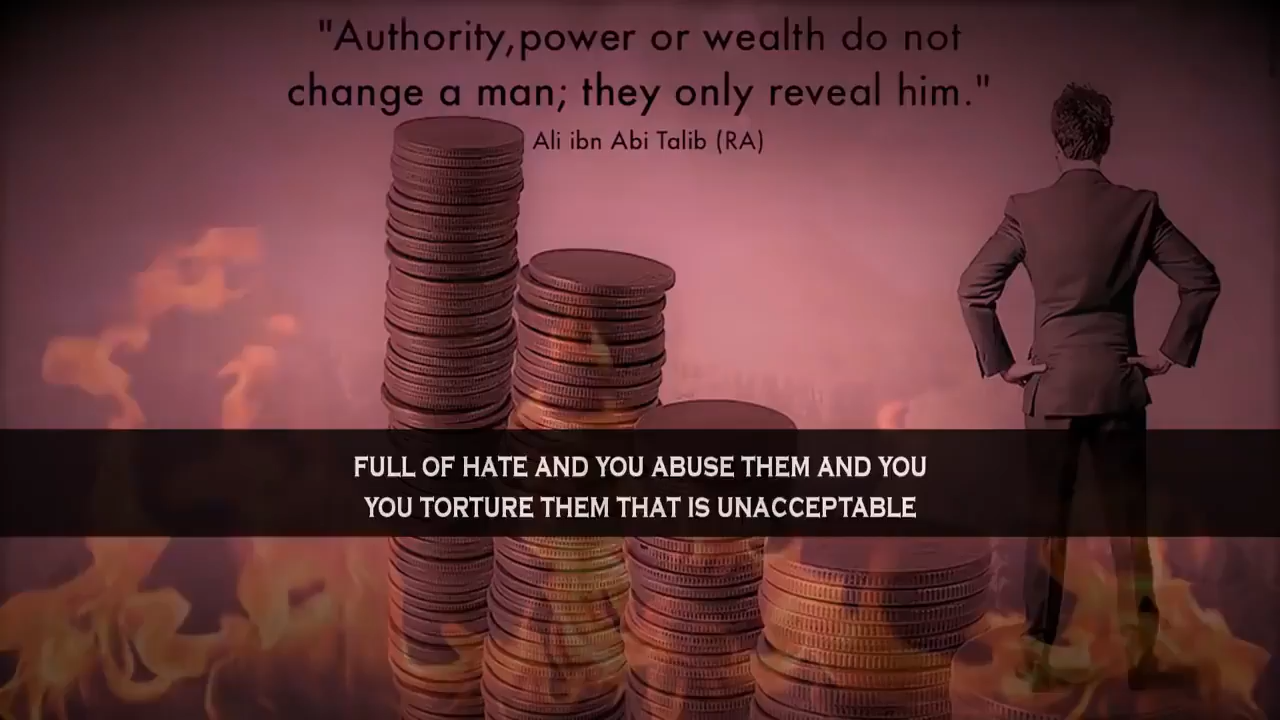 "Authority,power or wealth do not
change a man; they only reveal him."
Ali ibn Abi Talib (RA)
FULL OF HATE AND YOU ABUSE THEM AND YOU
YOU TORTURE THEM THAT IS UNACCEPTABLE